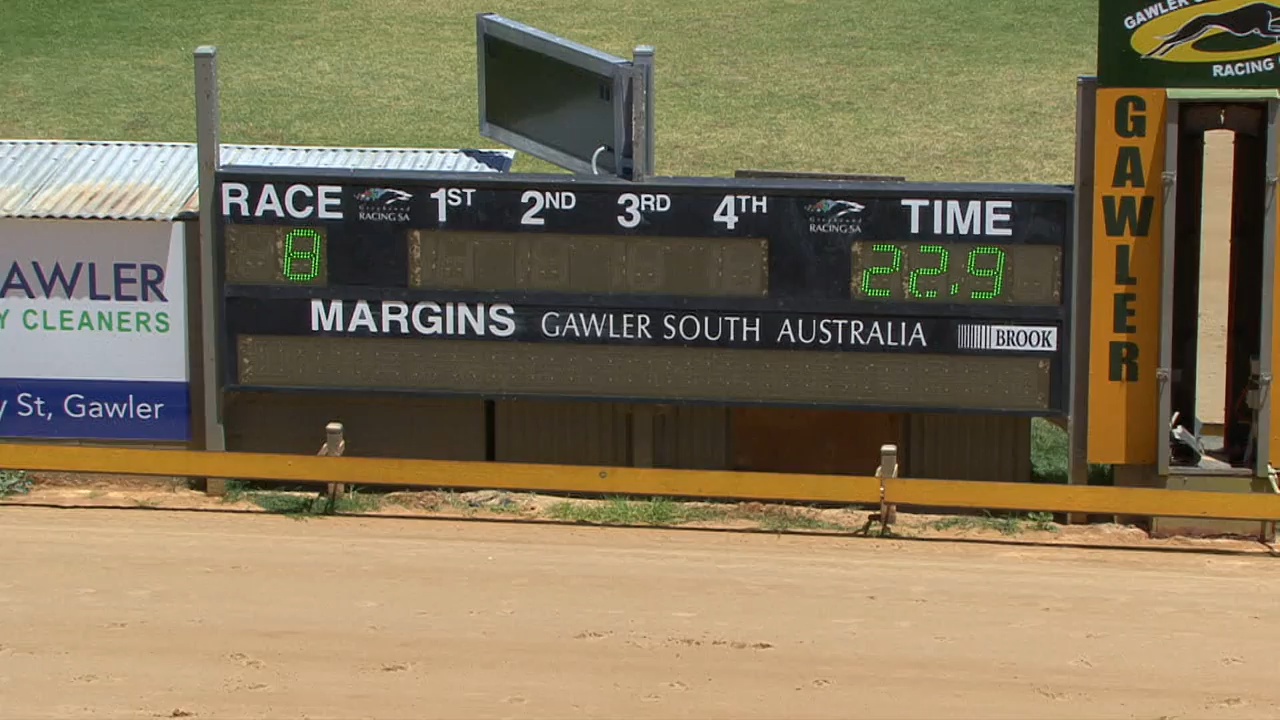 GAWLER
RACING
GAWLER
RACE
RACING SA
1ST 2ND 3RD 4TH
RACING SA
TIME
8
22.9
MARGINS
GAWLER SOUTH AUSTRALIA
BROOK
AWLER
Y CLEANERS
y St, Gawler